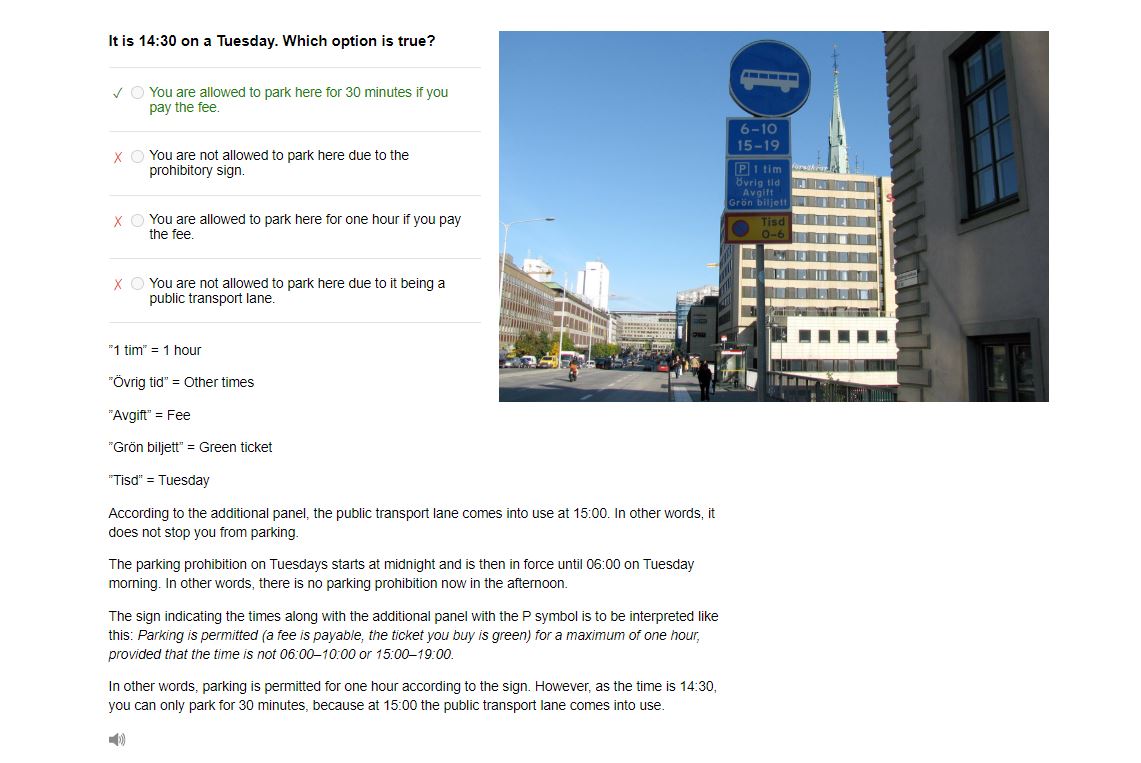 It is 14:30 on a Tuesday. Which option is true?
You are allowed to park here for 30 minutes if you
pay the fee.
You are not allowed to park here due to the
prohibitory sign.
You are allowed to park here for one hour if you pay
the fee.
You are not allowed to park here due to it being a
public transport lane.
"1 tim" = 1 hour
"Övrig tid" = Other times
"Avgift" = Fee
"Grön biljett" = Green ticket
"Tisd" = Tuesday
According to the additional panel, the public transport lane comes into use at 15:00. In other words, it
does not stop you from parking.
The parking prohibition on Tuesdays starts at midnight and is then in force until 06:00 on Tuesday
morning. In other words, there is no parking prohibition now in the afternoon.
The sign indicating the times along with the additional panel with the P symbol is to be interpreted like
this: Parking is permitted (a fee is payable, the ticket you buy is green) for a maximum of one hour,
provided that the time is not 06:00–10:00 or 15:00–19:00.
In other words, parking is permitted for one hour according to the sign. However, as the time is 14:30,
you can only park for 30 minutes, because at 15:00 the public transport lane comes into use.
6-10
15-19
P 1 tim
Övrig tid
Avgift
Grön biljett
Tisd
0-6